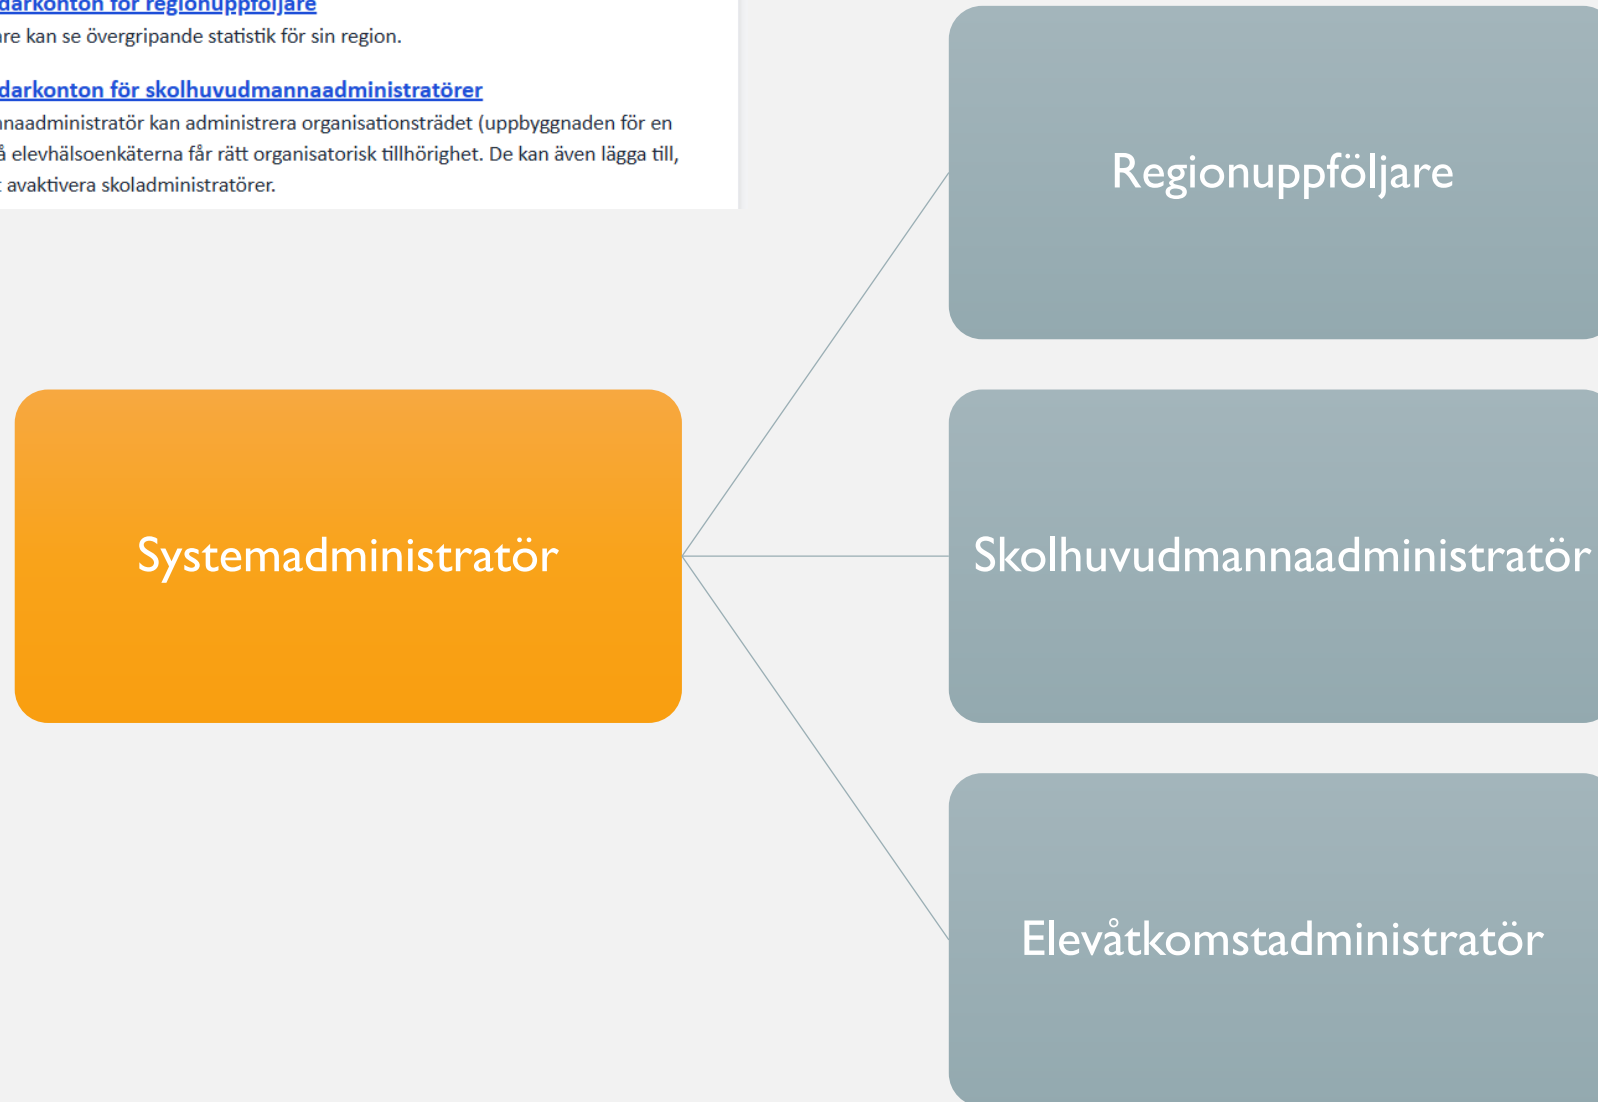 darkonton för regionuppföljare
are kan se övergripande statistik för sin region.
darkonton för skolhuvudmannaadministratörer
nnaadministratör kan administrera organisationsträdet (uppbyggnaden för en
å elevhälsoenkäterna får rätt organisatorisk tillhörighet. De kan även lägga till,
t avaktivera skoladministratörer.
Regionuppföljare
Systemadministratör
Skolhuvudmannaadministratör
Elevåtkomstadministratör